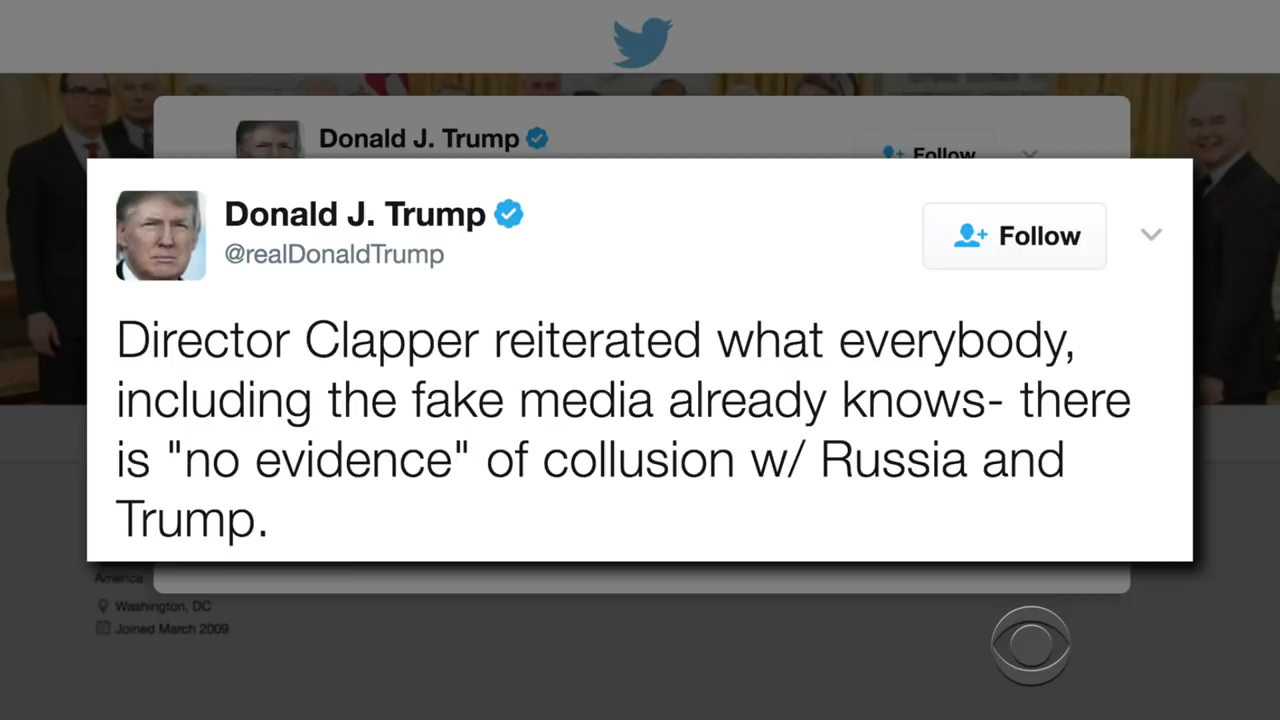 Donald J. Trump
Follow
Donald J. Trump
@realDonaldTrump
Follow
Director Clapper reiterated what everybody,
including the fake media already knows- there
is "no evidence" of collusion w/ Russia and
Trump.
America
Washington, DC
Joined March 2009